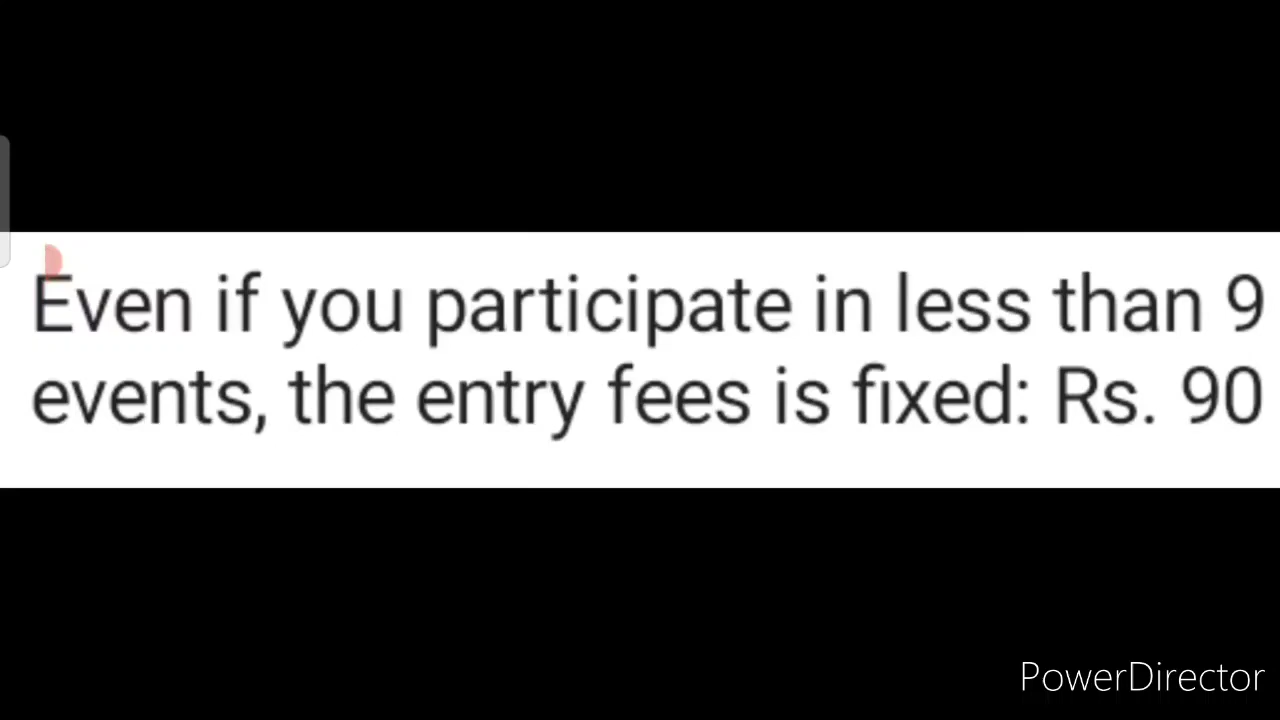 Even if you participate in less than 9
events, the entry fees is fixed: Rs. 90
PowerDirector